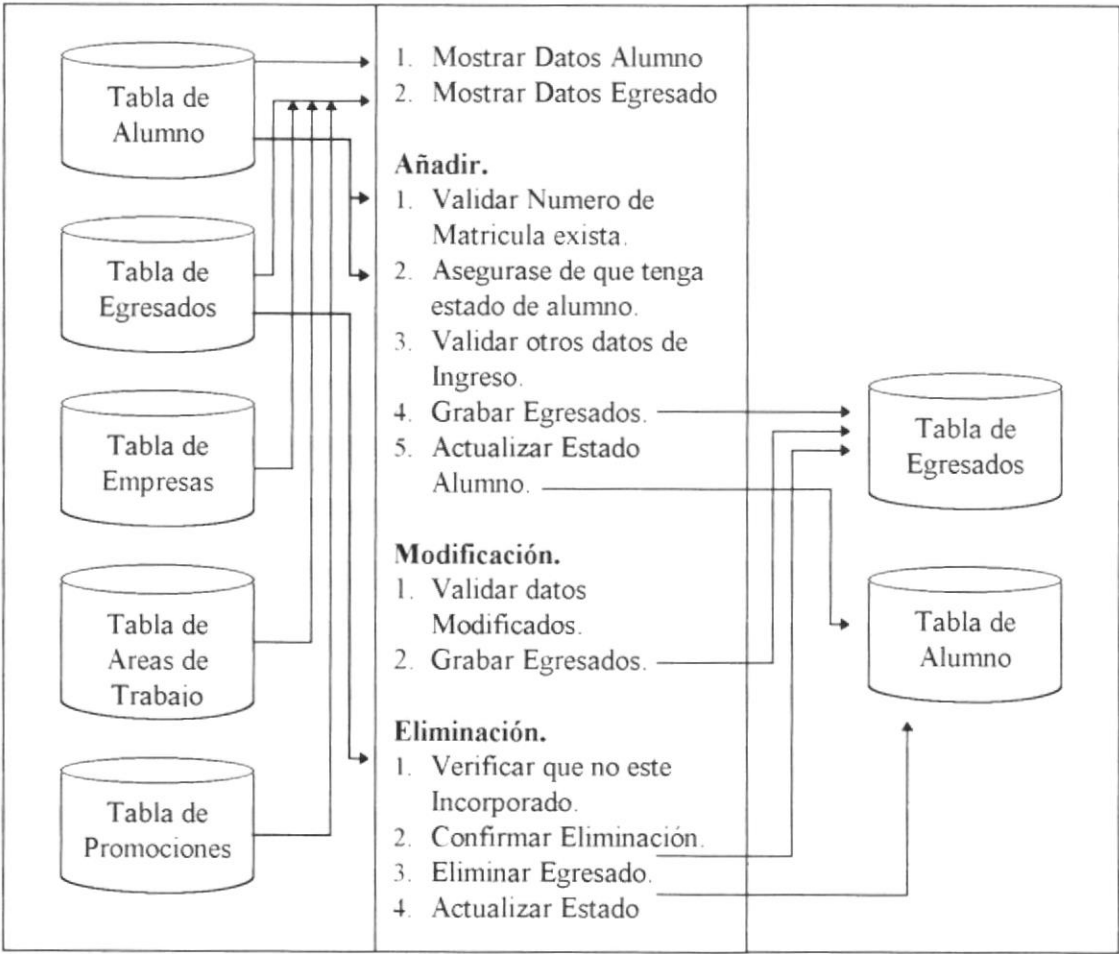 Tabla de
Alumno
Tabla de
Egresados
Tabla de
Empresas
Tabla de
Areas de
Trabajo
Tabla de
Promociones
1. Mostrar Datos Alumno
2. Mostrar Datos Egresado
Añadir.
1. Validar Numero de
Matricula exista.
2. Asegurase de que tenga
estado de alumno.
3. Validar otros datos de
Ingreso.
4. Grabar Egresados.
5. Actualizar Estado
Alumno.
Modificación.
1. Validar datos
Modificados.
2. Grabar Egresados.
Eliminación.
1. Verificar que no este
Incorporado.
2. Confirmar Eliminación.
3. Eliminar Egresado.
4. Actualizar Estado
Tabla de
Egresados
Tabla de
Alumno